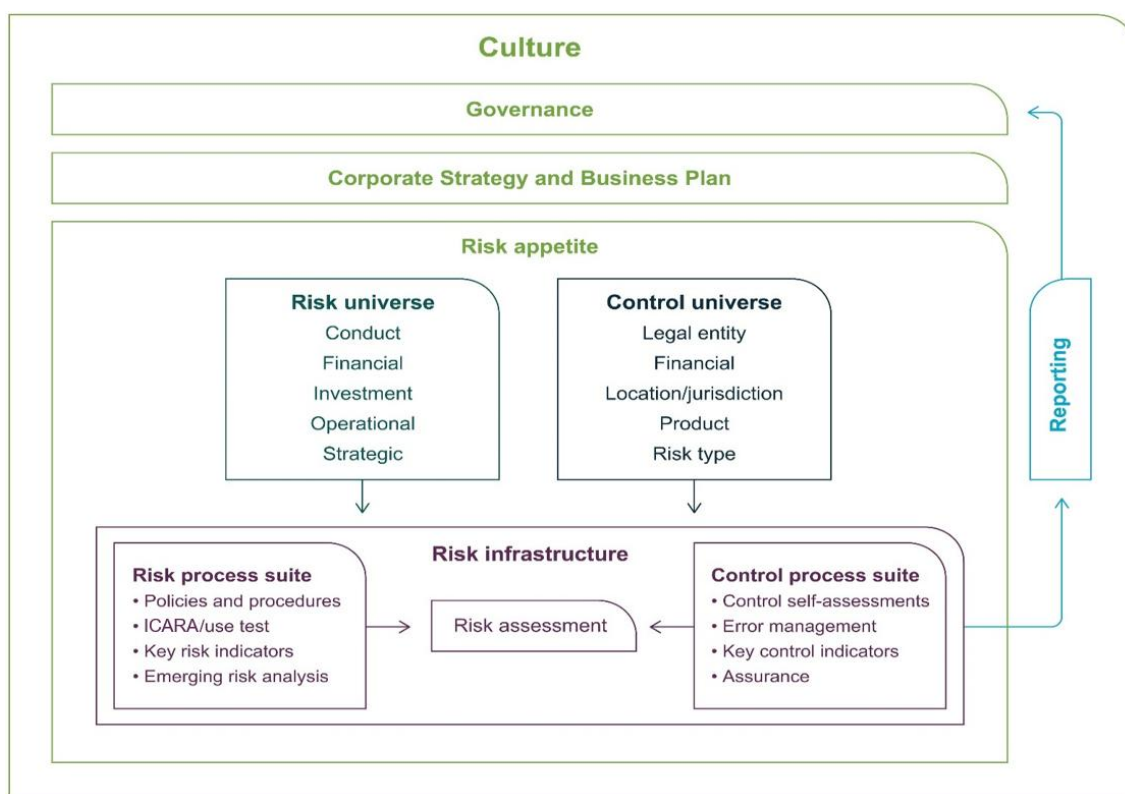 Culture
Governance
Corporate Strategy and Business Plan
Risk appetite
Risk universe
Conduct
Financial
Investment
Operational
Strategic
Control universe
Legal entity
Financial
Location/jurisdiction
Product
Risk type
Reporting
Risk infrastructure
Risk process suite
• Policies and procedures
• ICARA/use test
• Key risk indicators
• Emerging risk analysis
Risk assessment
Control process suite
• Control self-assessments
• Error management
• Key control indicators
• Assurance